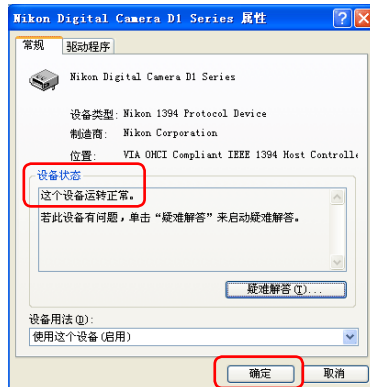 Nikon Digital Camera D1 Series 属性
常规 驱动程序
Nikon Digital Camera D1 Series
设备类型: Nikon 1394 Protocol Device
制造商: Nikon Corporation
位置: VIA OHCI Compliant IEEE 1394 Host Controlle
设备状态
这个设备运转正常。
若此设备有问题，单击“疑难解答”来启动疑难解答。
疑难解答(T)...
设备用法(D):
使用这个设备(启用)
确定 取消